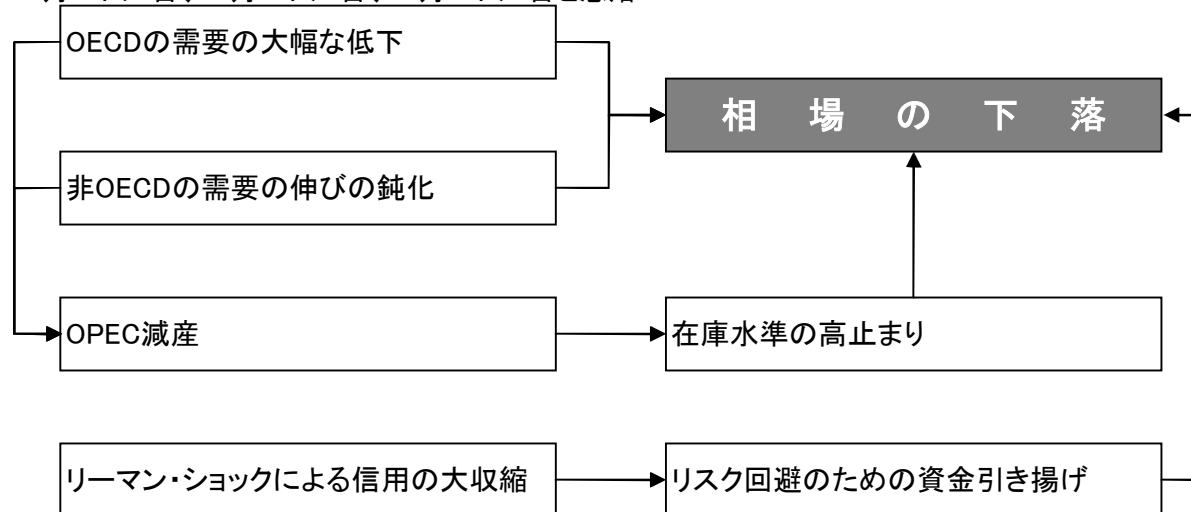 OECDの需要の大幅な低下
相場の下落
非OECDの需要の伸びの鈍化
OPEC減産
在庫水準の高止まり
リーマン・ショックによる信用の大収縮
リスク回避のための資金引き揚げ